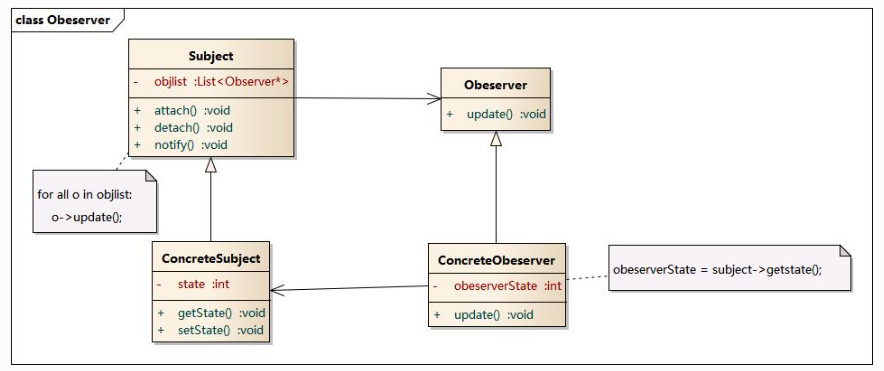 class Obeserver
Subject
- objlist :List<Observer*>
+ attach() :void
+ detach() :void
+ notify() :void
Obeserver
+ update() :void
for all o in objlist:
o->update();
ConcreteSubject
- state :int
+ getState() :void
+ setState() :void
ConcreteObeserver
- obeserverState :int
+ update() :void
obeserverState = subject->getstate();